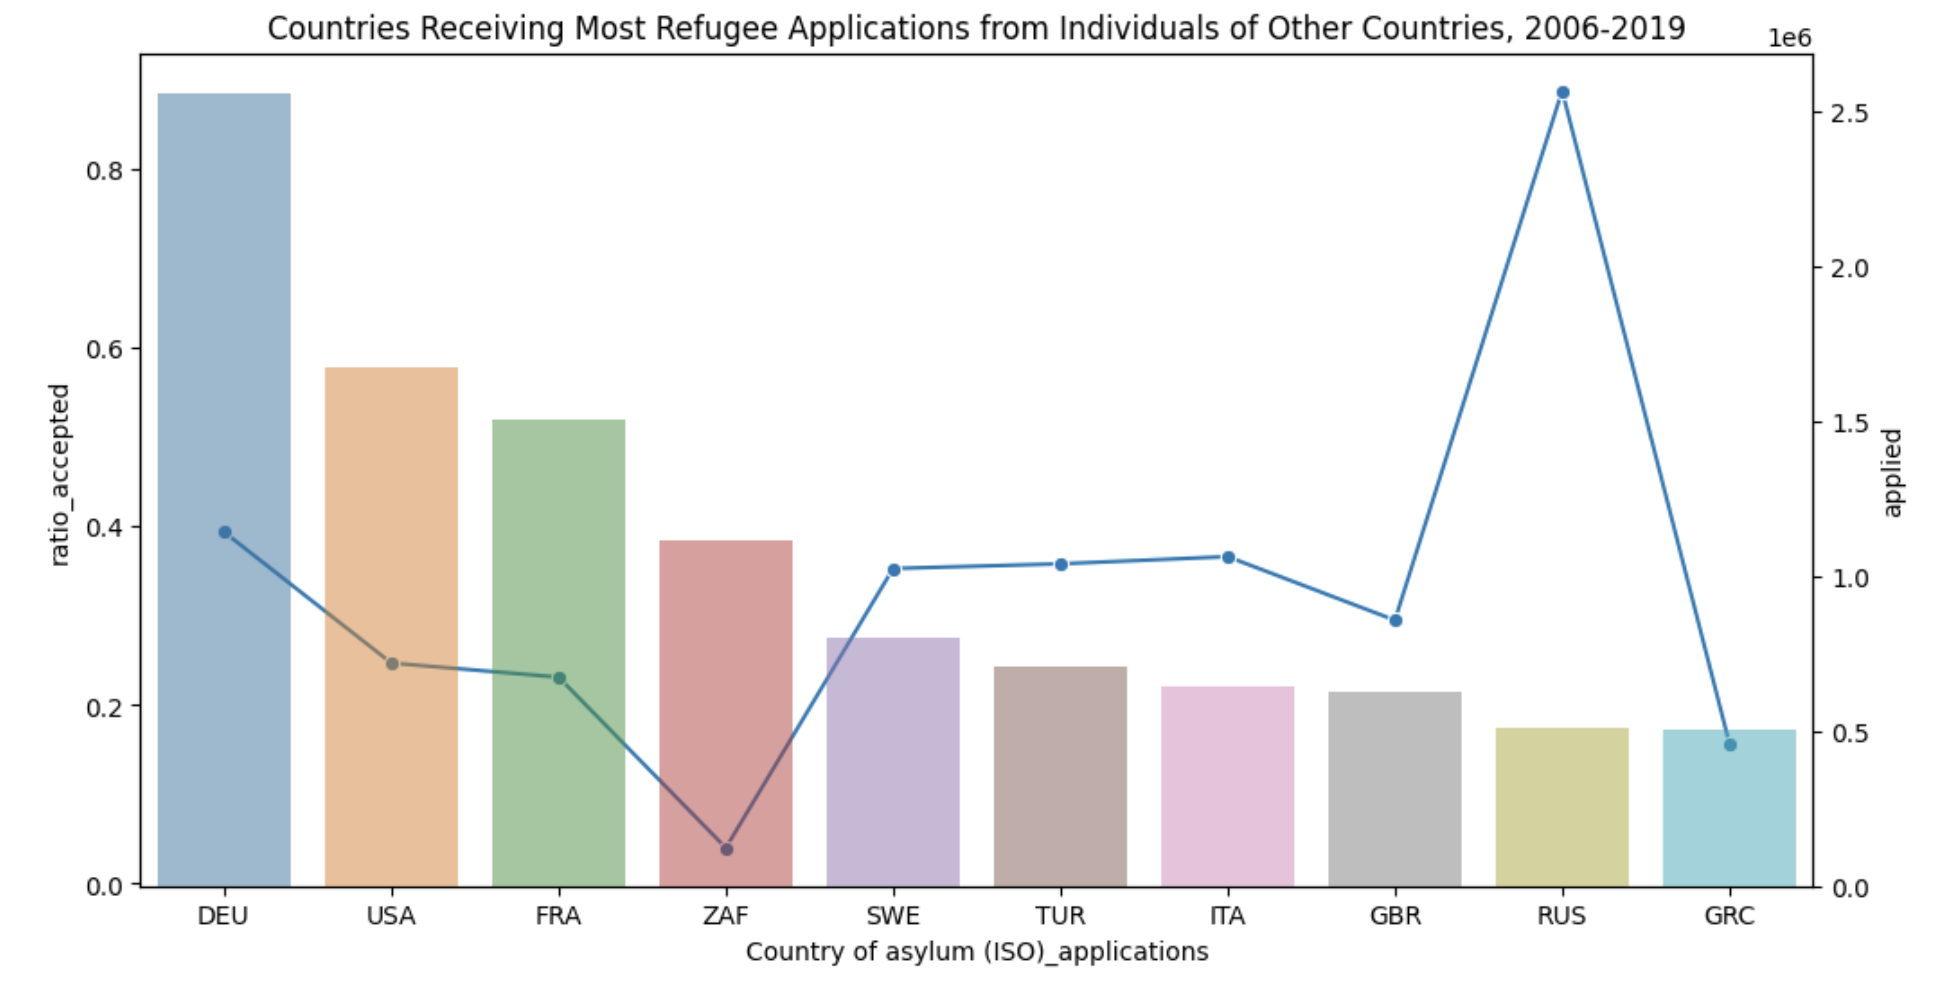 Countries Receiving Most Refugee Applications from Individuals of Other Countries, 2006-2019
1e6
ratio_accepted
0.8
0.6
0.4
0.2
0.0
2.5
2.0
1.5
1.0
0.5
0.0
applied
DEU USA FRA ZAF SWE TUR ITA GBR RUS GRC
Country of asylum (ISO)_applications